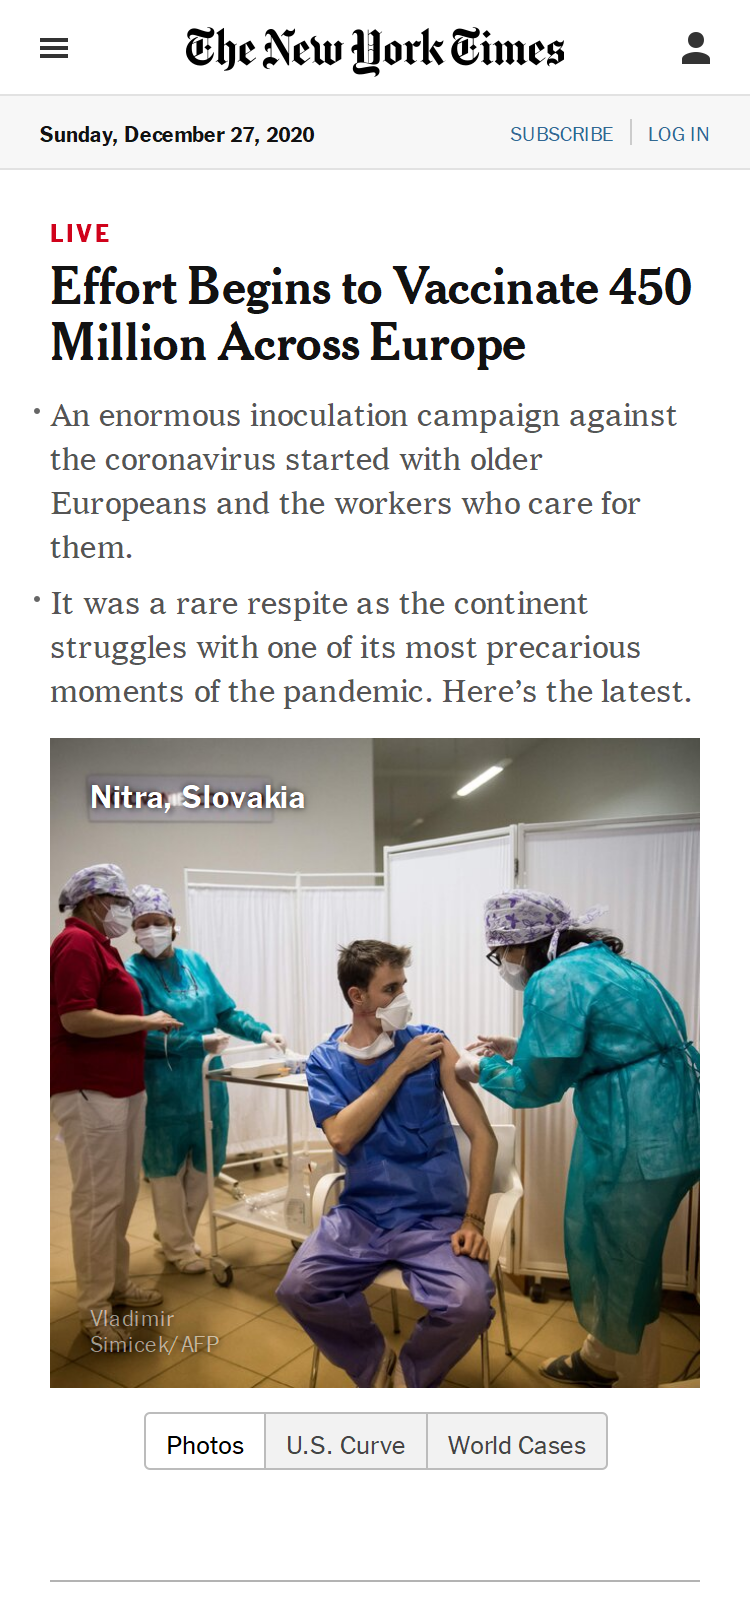 The New York Times
Sunday, December 27, 2020
SUBSCRIBE
LOG IN
LIVE
Effort Begins to Vaccinate 450
Million Across Europe
• An enormous inoculation campaign against
the coronavirus started with older
Europeans and the workers who care for
them.
• It was a rare respite as the continent
struggles with one of its most precarious
moments of the pandemic. Here’s the latest.
Nitra, Slovakia
Vladimir
Simicek/AFP
Photos
U.S. Curve
World Cases